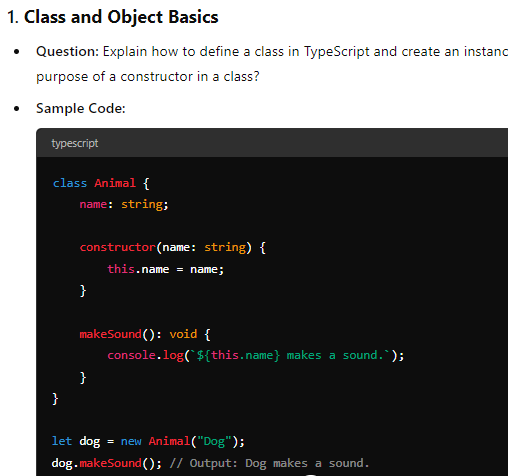 1. Class and Object Basics
Question: Explain how to define a class in TypeScript and create an instanc
purpose of a constructor in a class?
Sample Code:
typescript
class Animal {
    name: string;
    constructor(name: string) {
        this.name = name;
    }
    makeSound(): void {
        console.log(`${this.name} makes a sound.`);
    }
}
let dog = new Animal("Dog");
dog.makeSound(); // Output: Dog makes a sound.